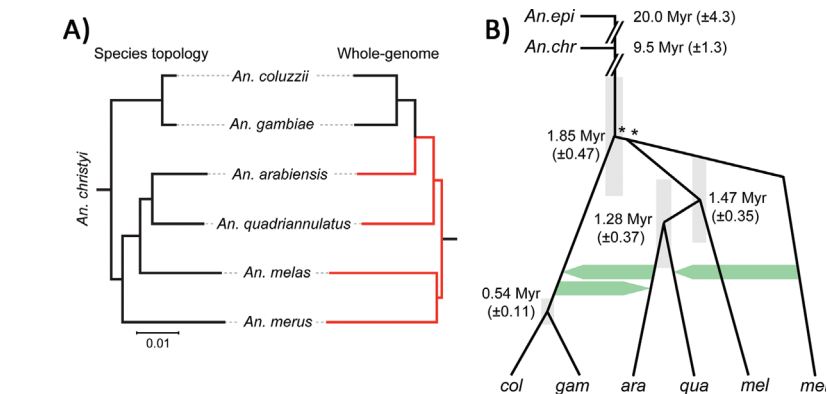 A)
Species topology
Whole-genome
An. christyi
An. coluzzii
An. gambiae
An. arabiensis
An. quadriannulatus
An. melas
An. merus
0.01
B)
An.epi
20.0 Myr (±4.3)
An.chr
9.5 Myr (±1.3)
* *
1.85 Myr
(±0.47)
1.47 Myr
(±0.35)
1.28 Myr
(±0.37)
0.54 Myr
(±0.11)
col gam ara qua mel